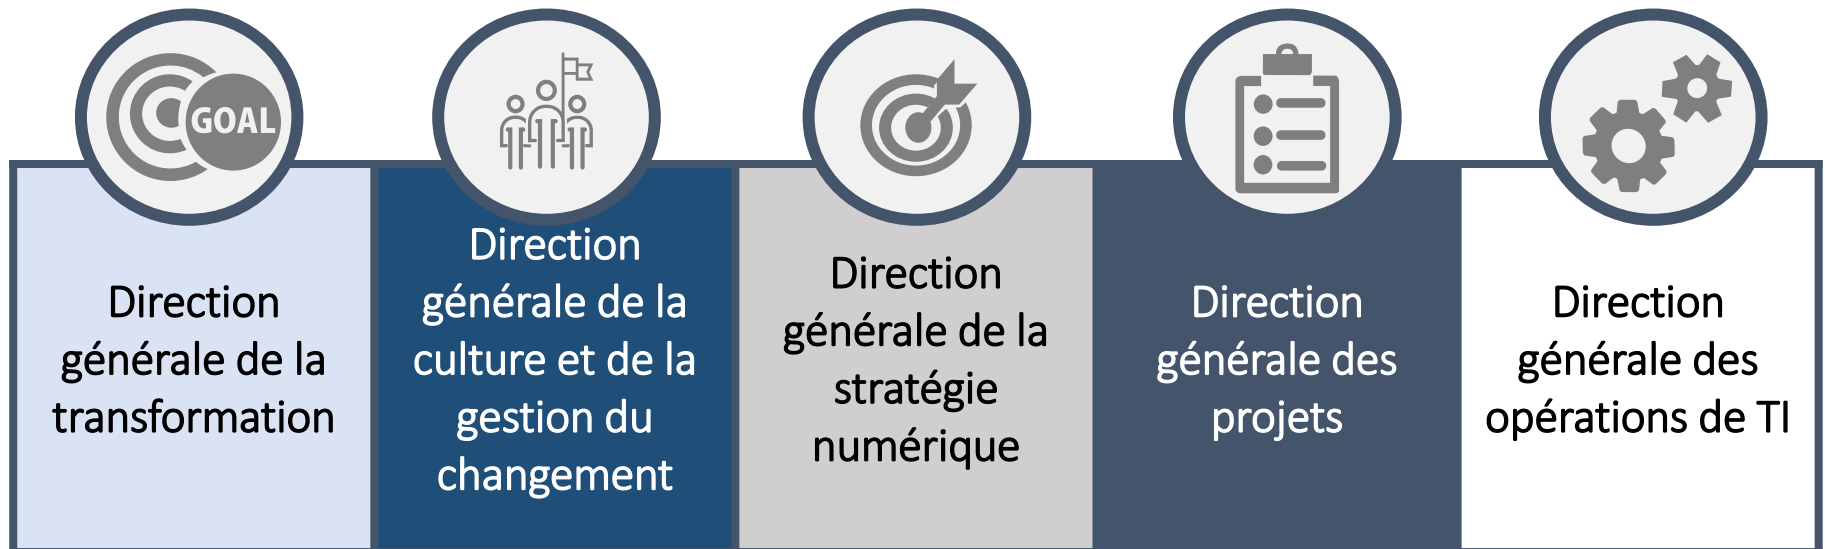 GOAL
Direction
générale de la
transformation
Direction
générale de la
culture et de la
gestion du
changement
Direction
générale de la
stratégie
numérique
Direction
générale des
projets
Direction
générale des
opérations de TI